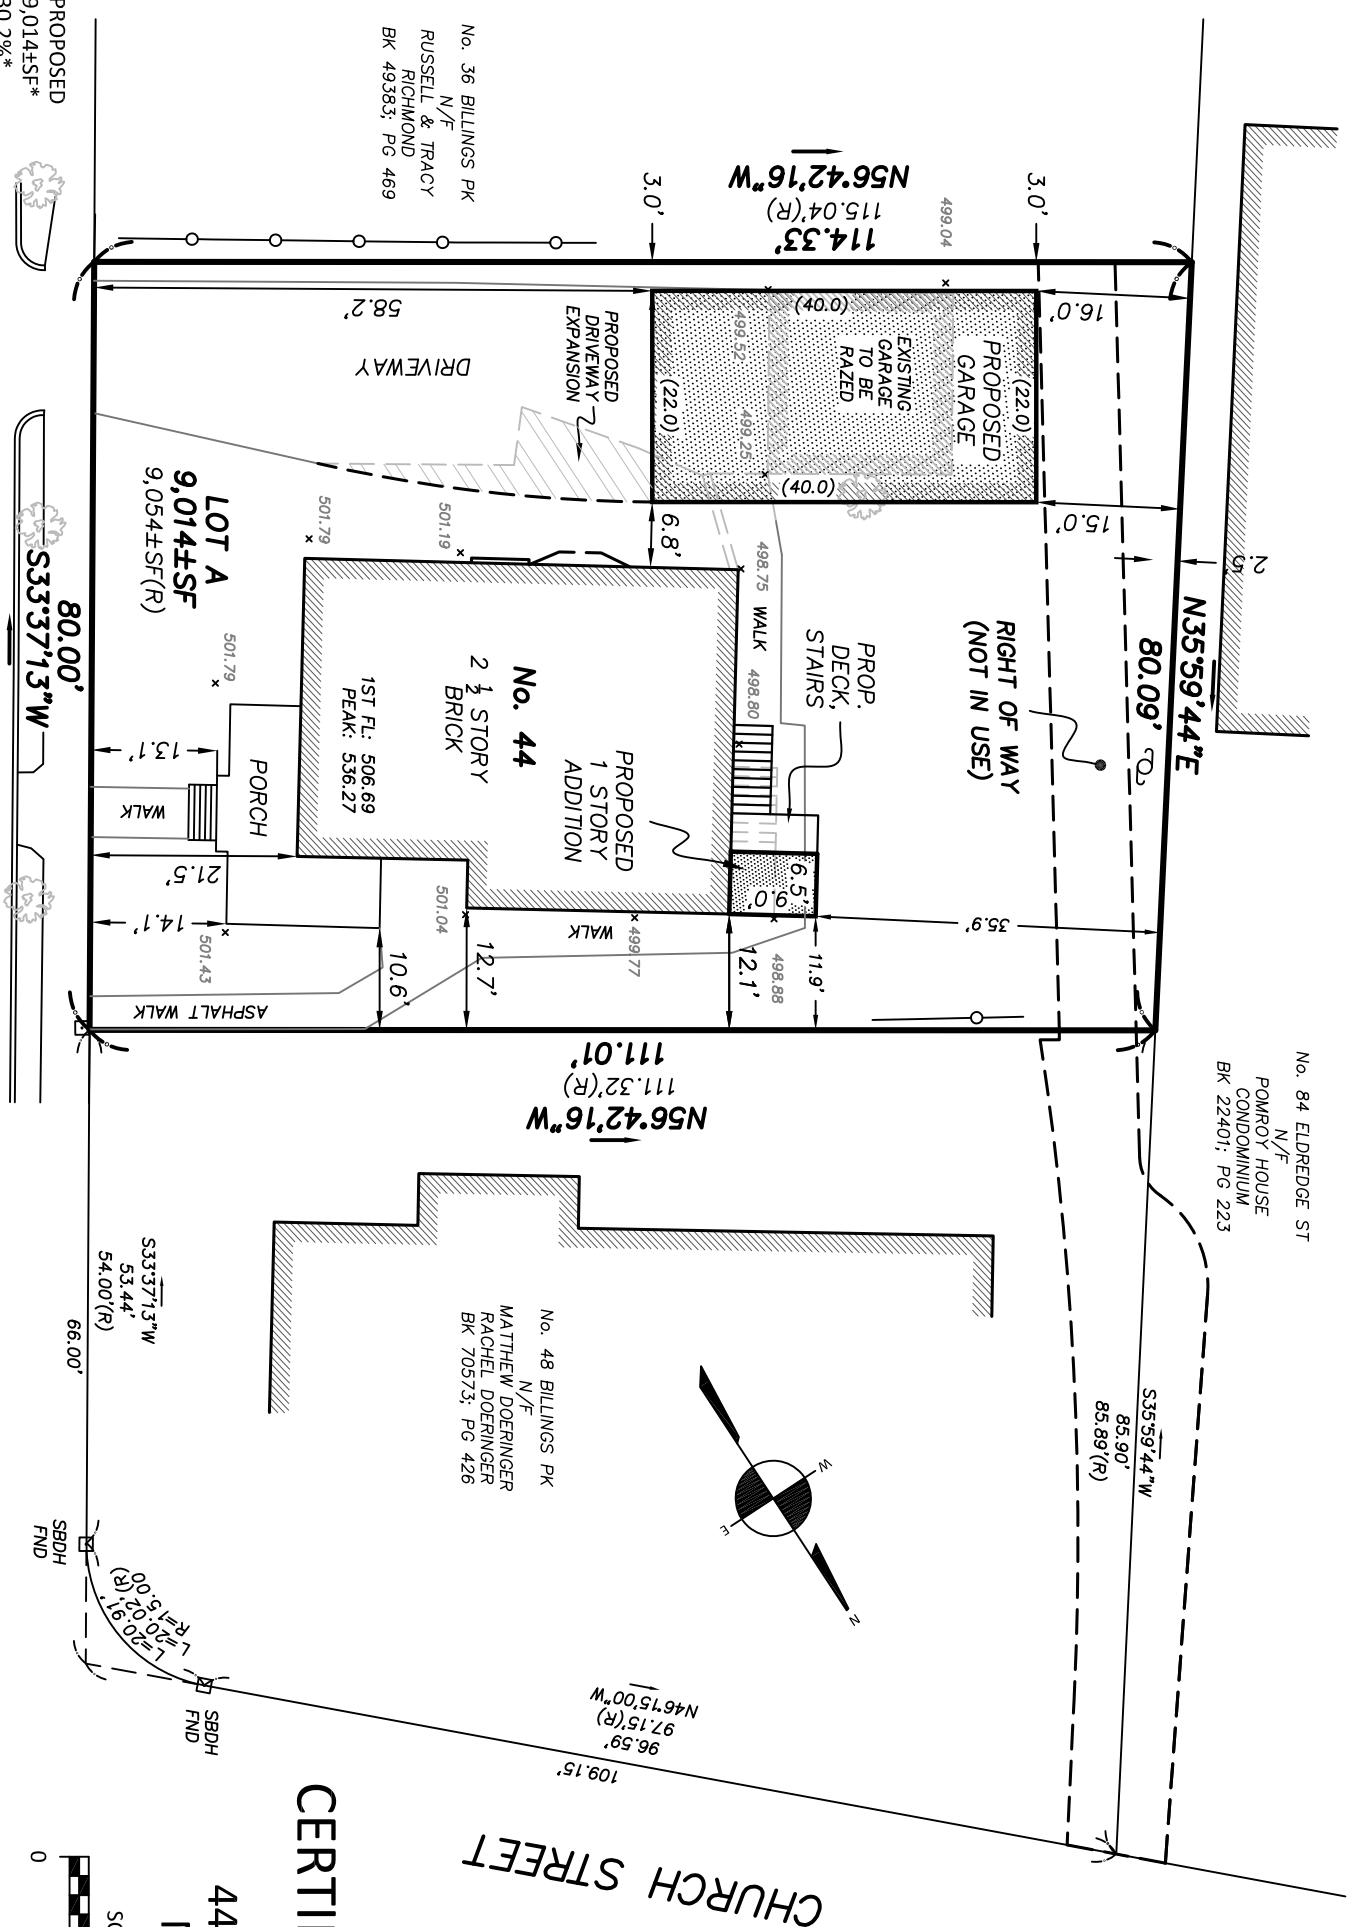 PROPOSED
9,014±SF*
30.2%*
No. 36 BILLINGS PK
N/F
RUSSELL & TRACY
RICHMOND
BK 49383; PG 469
N56°42'16"W
115.04'(R)
114.33'
3.0'
3.0'
499.04
58.2'
DRIVEWAY
PROPOSED
DRIVEWAY
EXPANSION
(40.0)
499.52
EXISTING
GARAGE
TO BE
RAZED
PROPOSED
GARAGE
(22.0)
(22.0)
499.25
(40.0)
16.0'
15.0'
2.5'
6.8'
N35°59'44"E
80.09'
RIGHT OF WAY
(NOT IN USE)
LOT A
9,014±SF
9,054±SF(R)
501.79
501.19
498.75
WALK
498.80
PROP.
DECK,
STAIRS
S33°37'13"W
80.00'
501.79
No. 44
2 1/2 STORY
BRICK
1ST FL: 506.69
PEAK: 536.27
PROPOSED
1 STORY
ADDITION
6.5'
9.0'
13.1'
WALK
PORCH
21.5'
14.1'
501.43
501.04
WALK
499.77
498.88
35.9'
10.6'
12.7'
12.1'
11.9'
ASPHALT WALK
111.01'
111.32'(R)
N56°42'16"W
No. 84 ELDREDGE ST
N/F
POMROY HOUSE
CONDOMINIUM
BK 22401; PG 223
S33°37'13"W
53.44'
54.00'(R)
66.00'
No. 48 BILLINGS PK
N/F
MATTHEW DOERINGER
RACHEL DOERINGER
BK 70573; PG 426
W
E
N
S35°59'44"W
85.90'
85.89'(R)
SBDH
FND
L=20.91'
L=20.02'(R)
R=15.00
SBDH
FND
N46°15'00"W
97.15'(R)
96.59'
109.15'
CHURCH STREET
CERTI
44
0